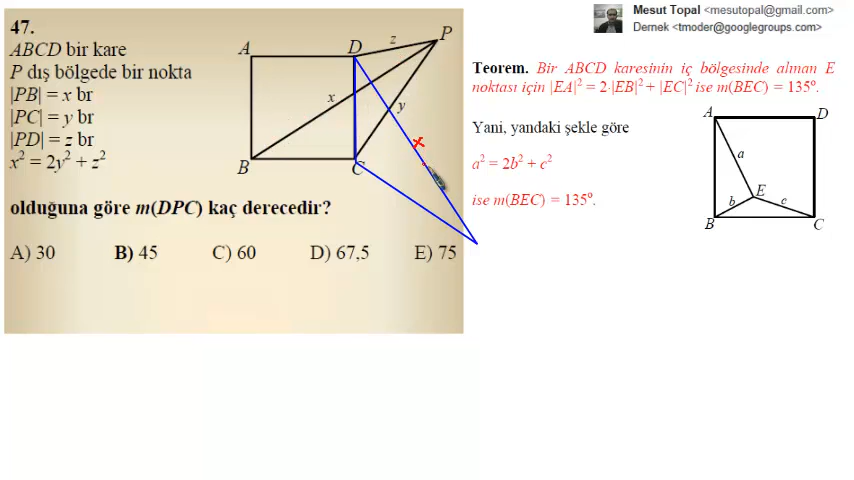 Mesut Topal <mesutopal@gmail.com>
Dernek <tmoder@googlegroups.com>
47.
ABCD bir kare
P dış bölgede bir nokta
|PB| = x br
|PC| = y br
|PD| = z br
x² = 2y² + z²
A
D
P
B
C
z
x
y
x
olduğuna göre m(DPC) kaç derecedir?
A) 30 B) 45 C) 60 D) 67,5 E) 75
Teorem. Bir ABCD karesinin iç bölgesinde alınan E
noktası için |EA|² = 2·|EB|² + |EC|² ise m(BEC) = 135º.
Yani, yandaki şekle göre
a² = 2b² + c²
ise m(BEC) = 135º.
A
D
a
E
b
c
B
C